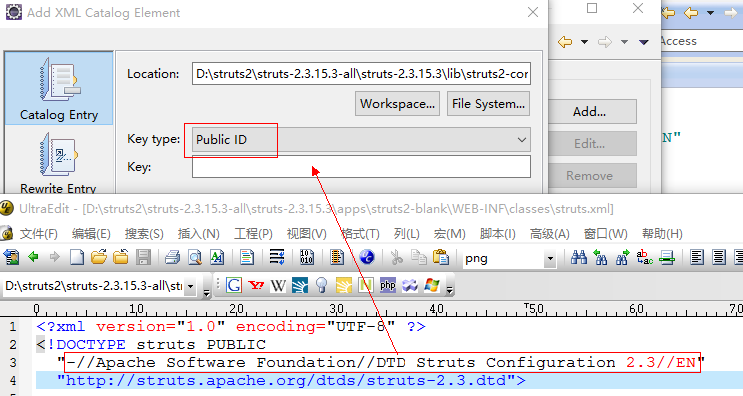 Add XML Catalog Element
Location: D:\struts2\struts-2.3.15.3-all\struts-2.3.15.3\lib\struts2-cor
Workspace... File System...
Catalog Entry
Key type: Public ID
Key:
Rewrite Entry
Access
Add...
Edit...
Remove
N"
UltraEdit - [D:\struts2\struts-2.3.15.3-all\struts-2.3.15.3\apps\struts2-blank\WEB-INF\classes\struts.xml]
文件(F) 编辑(E) 搜索(S) 插入(N) 工程(P) 视图(V) 格式(T) 列(L) 宏(M) 脚本(I) 高级(A) 窗口(W) 帮助(H)
png
D:\struts2\struts-2.3.15.3-all\str
G Y! W php
0 10 20 30 40 50 60 70
1 <?xml version="1.0" encoding="UTF-8" ?>
2 <!DOCTYPE struts PUBLIC
3 "-//Apache Software Foundation//DTD Struts Configuration 2.3//EN"
4 "http://struts.apache.org/dtds/struts-2.3.dtd">